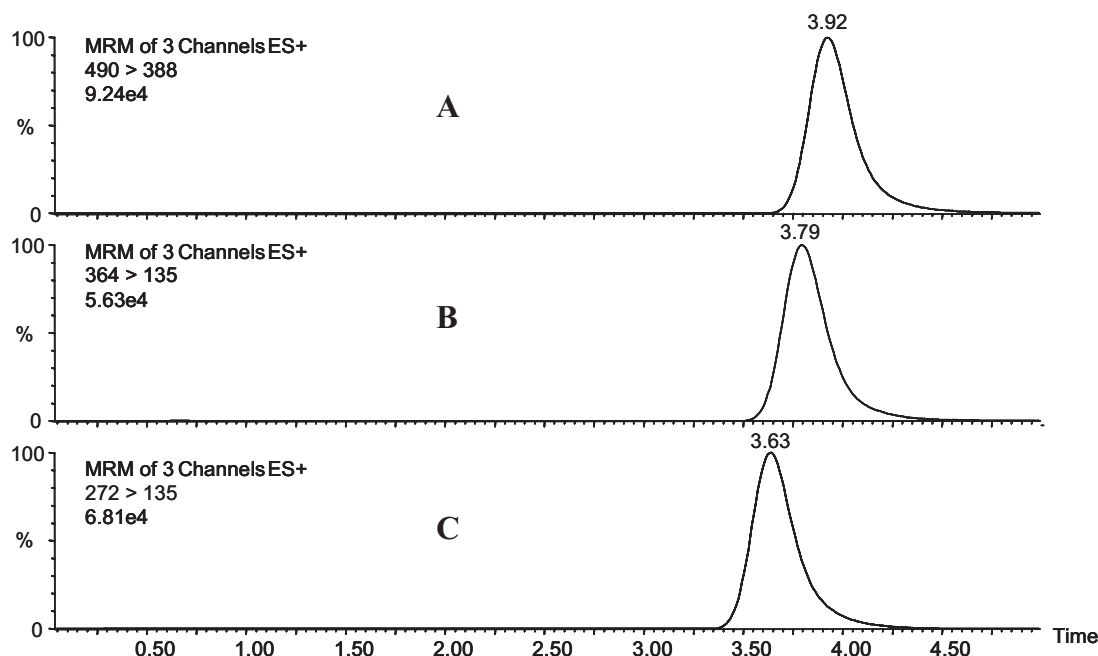 3.92
100
MRM of 3 Channels ES+
490 > 388
9.24e4
A
%
0
3.79
100
MRM of 3 Channels ES+
364 > 135
5.63e4
B
%
0
3.63
100
MRM of 3 Channels ES+
272 > 135
6.81e4
C
%
0
0.50 1.00 1.50 2.00 2.50 3.00 3.50 4.00 4.50 Time